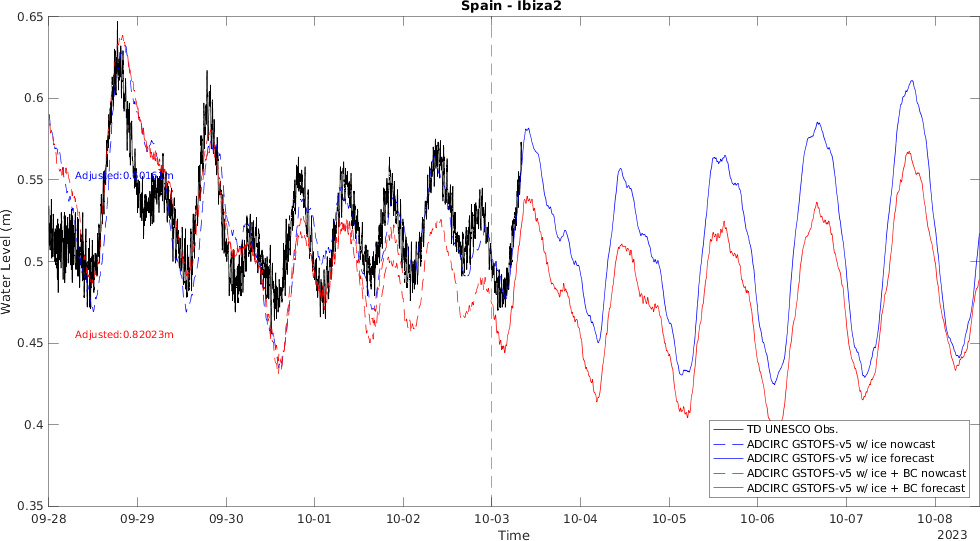 Spain - Ibiza2
0.65
0.6
0.55
0.5
0.45
0.4
0.35
Water Level (m)
Adjusted:0.82023m
TD UNESCO Obs.
ADCIRC GSTOFS-v5 w/ ice nowcast
ADCIRC GSTOFS-v5 w/ ice forecast
ADCIRC GSTOFS-v5 w/ ice + BC nowcast
ADCIRC GSTOFS-v5 w/ ice + BC forecast
09-28 09-29 09-30 10-01 10-02 10-03 10-04 10-05 10-06 10-07 10-08
Time
2023